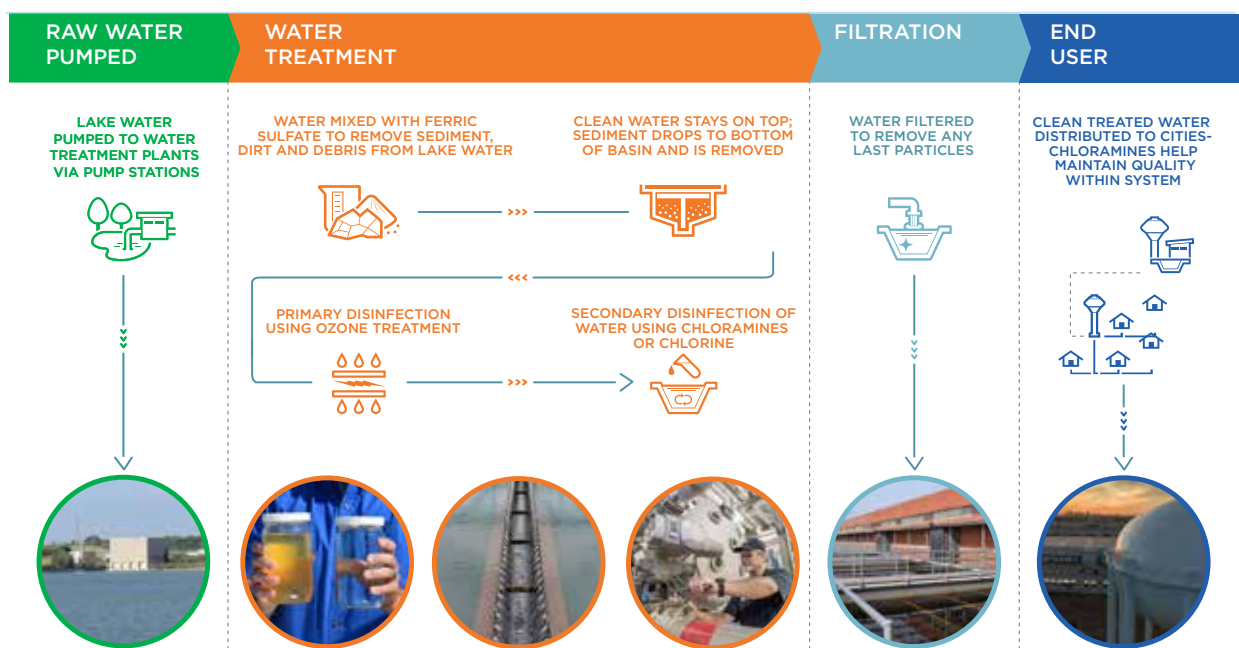 RAW WATER
PUMPED
WATER
TREATMENT
FILTRATION
END
USER
LAKE WATER
PUMPED TO WATER
TREATMENT PLANTS
VIA PUMP STATIONS
WATER MIXED WITH FERRIC
SULFATE TO REMOVE SEDIMENT,
DIRT AND DEBRIS FROM LAKE WATER
CLEAN WATER STAYS ON TOP;
SEDIMENT DROPS TO BOTTOM
OF BASIN AND IS REMOVED
PRIMARY DISINFECTION
USING OZONE TREATMENT
SECONDARY DISINFECTION OF
WATER USING CHLORAMINES
OR CHLORINE
WATER FILTERED
TO REMOVE ANY
LAST PARTICLES
CLEAN TREATED WATER
DISTRIBUTED TO CITIES-
CHLORAMINES HELP
MAINTAIN QUALITY
WITHIN SYSTEM